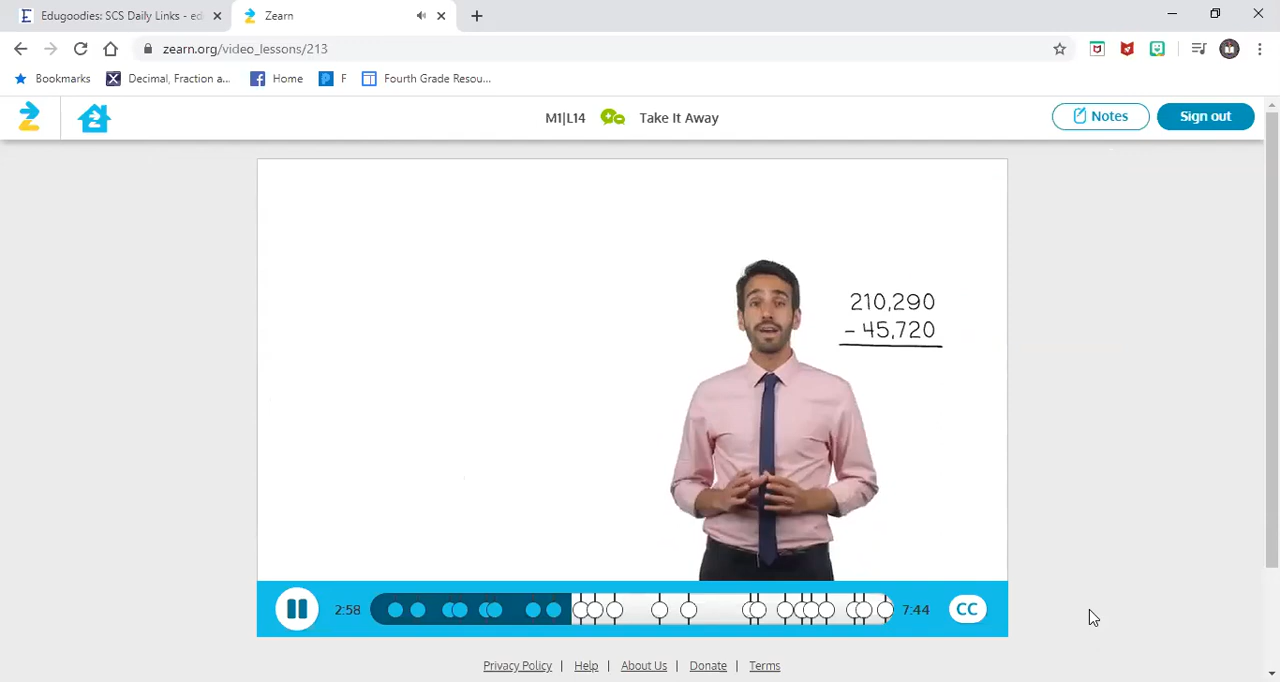 Edugoodies: SCS Daily Links - ed
Zearn
zearn.org/video_lessons/213
Bookmarks
Decimal, Fraction a...
Home
F
Fourth Grade Resou...
M1|L14
Take It Away
Notes
Sign out
210,290
- 45,720
2:58
7:44
CC
Privacy Policy | Help | About Us | Donate | Terms